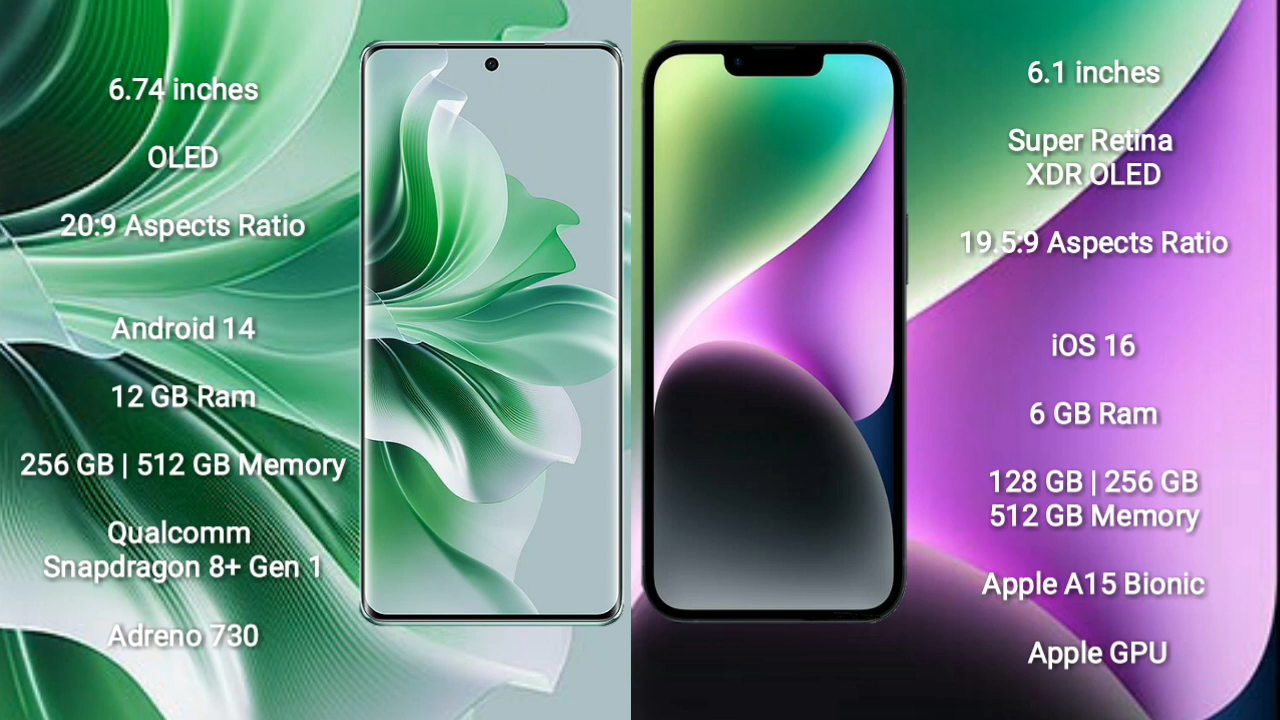 6.74 inches
OLED
20:9 Aspects Ratio
Android 14
12 GB Ram
256 GB | 512 GB Memory
Qualcomm
Snapdragon 8+ Gen 1
Adreno 730
6.1 inches
Super Retina
XDR OLED
19.5:9 Aspects Ratio
iOS 16
6 GB Ram
128 GB | 256 GB
512 GB Memory
Apple A15 Bionic
Apple GPU